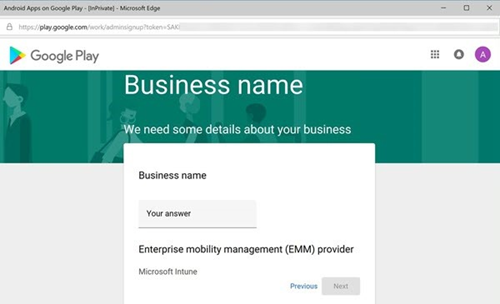 Android Apps on Google Play - [InPrivate] - Microsoft Edge
https://play.google.com/work/adminsignup?token=SAK
Google Play
A
Business name
We need some details about your business
Business name
Your answer
Enterprise mobility management (EMM) provider
Microsoft Intune
Previous Next